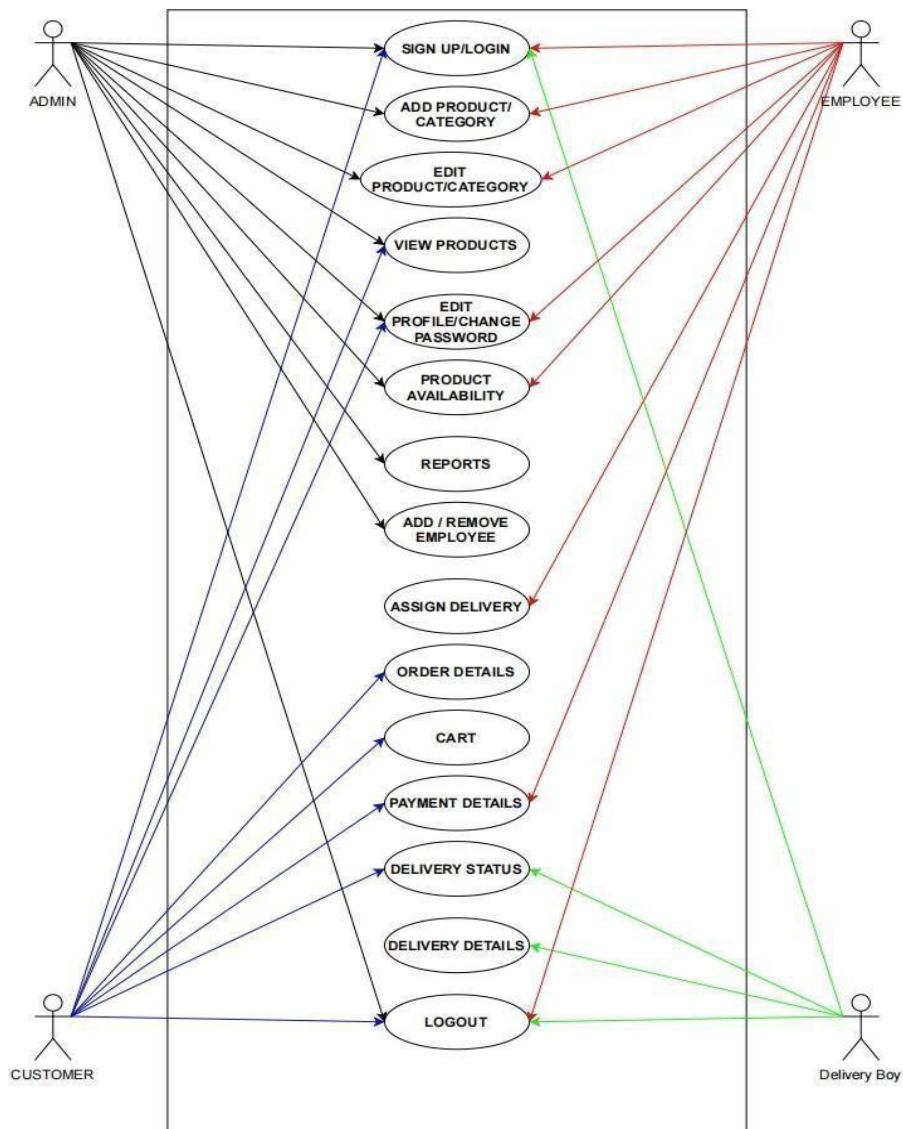 SIGN UP/LOGIN
ADMIN
EMPLOYEE
ADD PRODUCT/
CATEGORY
EDIT
PRODUCT/CATEGORY
VIEW PRODUCTS
EDIT
PROFILE/CHANGE
PASSWORD
PRODUCT
AVAILABILITY
REPORTS
ADD / REMOVE
EMPLOYEE
ASSIGN DELIVERY
ORDER DETAILS
CART
PAYMENT DETAILS
DELIVERY STATUS
DELIVERY DETAILS
LOGOUT
CUSTOMER
Delivery Boy